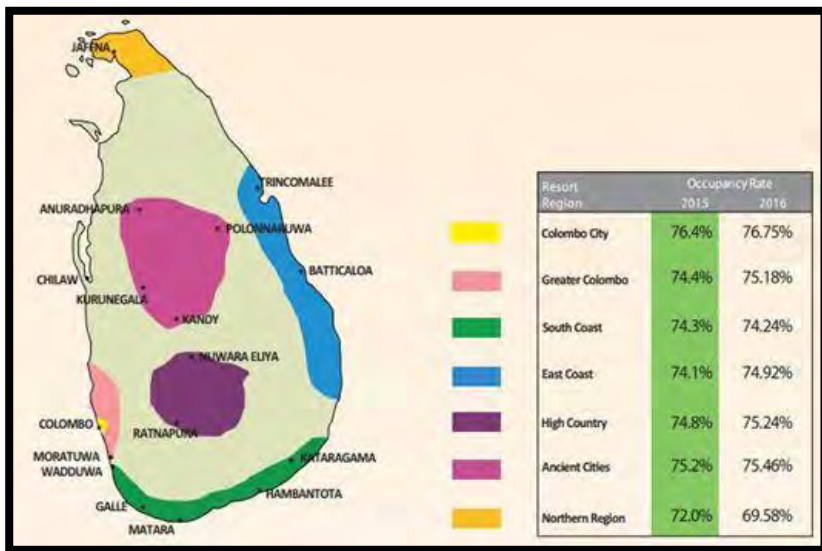 JAFFNA
TRINCOMALEE
ANURADHAPURA
POLONNARUWA
BATTICALOA
CHILAW
KURUNEGALA
KANDY
NUWARA ELIYA
COLOMBO
RATNAPURA
MORATUWA
WADDUWA
KATARAGAMA
HAMBANTOTA
GALLE
MATARA
Resort Occupancy Rate
Region 2015 2016
Colombo City 76.4% 76.75%
Greater Colombo 74.4% 75.18%
South Coast 74.3% 74.24%
East Coast 74.1% 74.92%
High Country 74.8% 75.24%
Ancient Cities 75.2% 75.46%
Northern Region 72.0% 69.58%